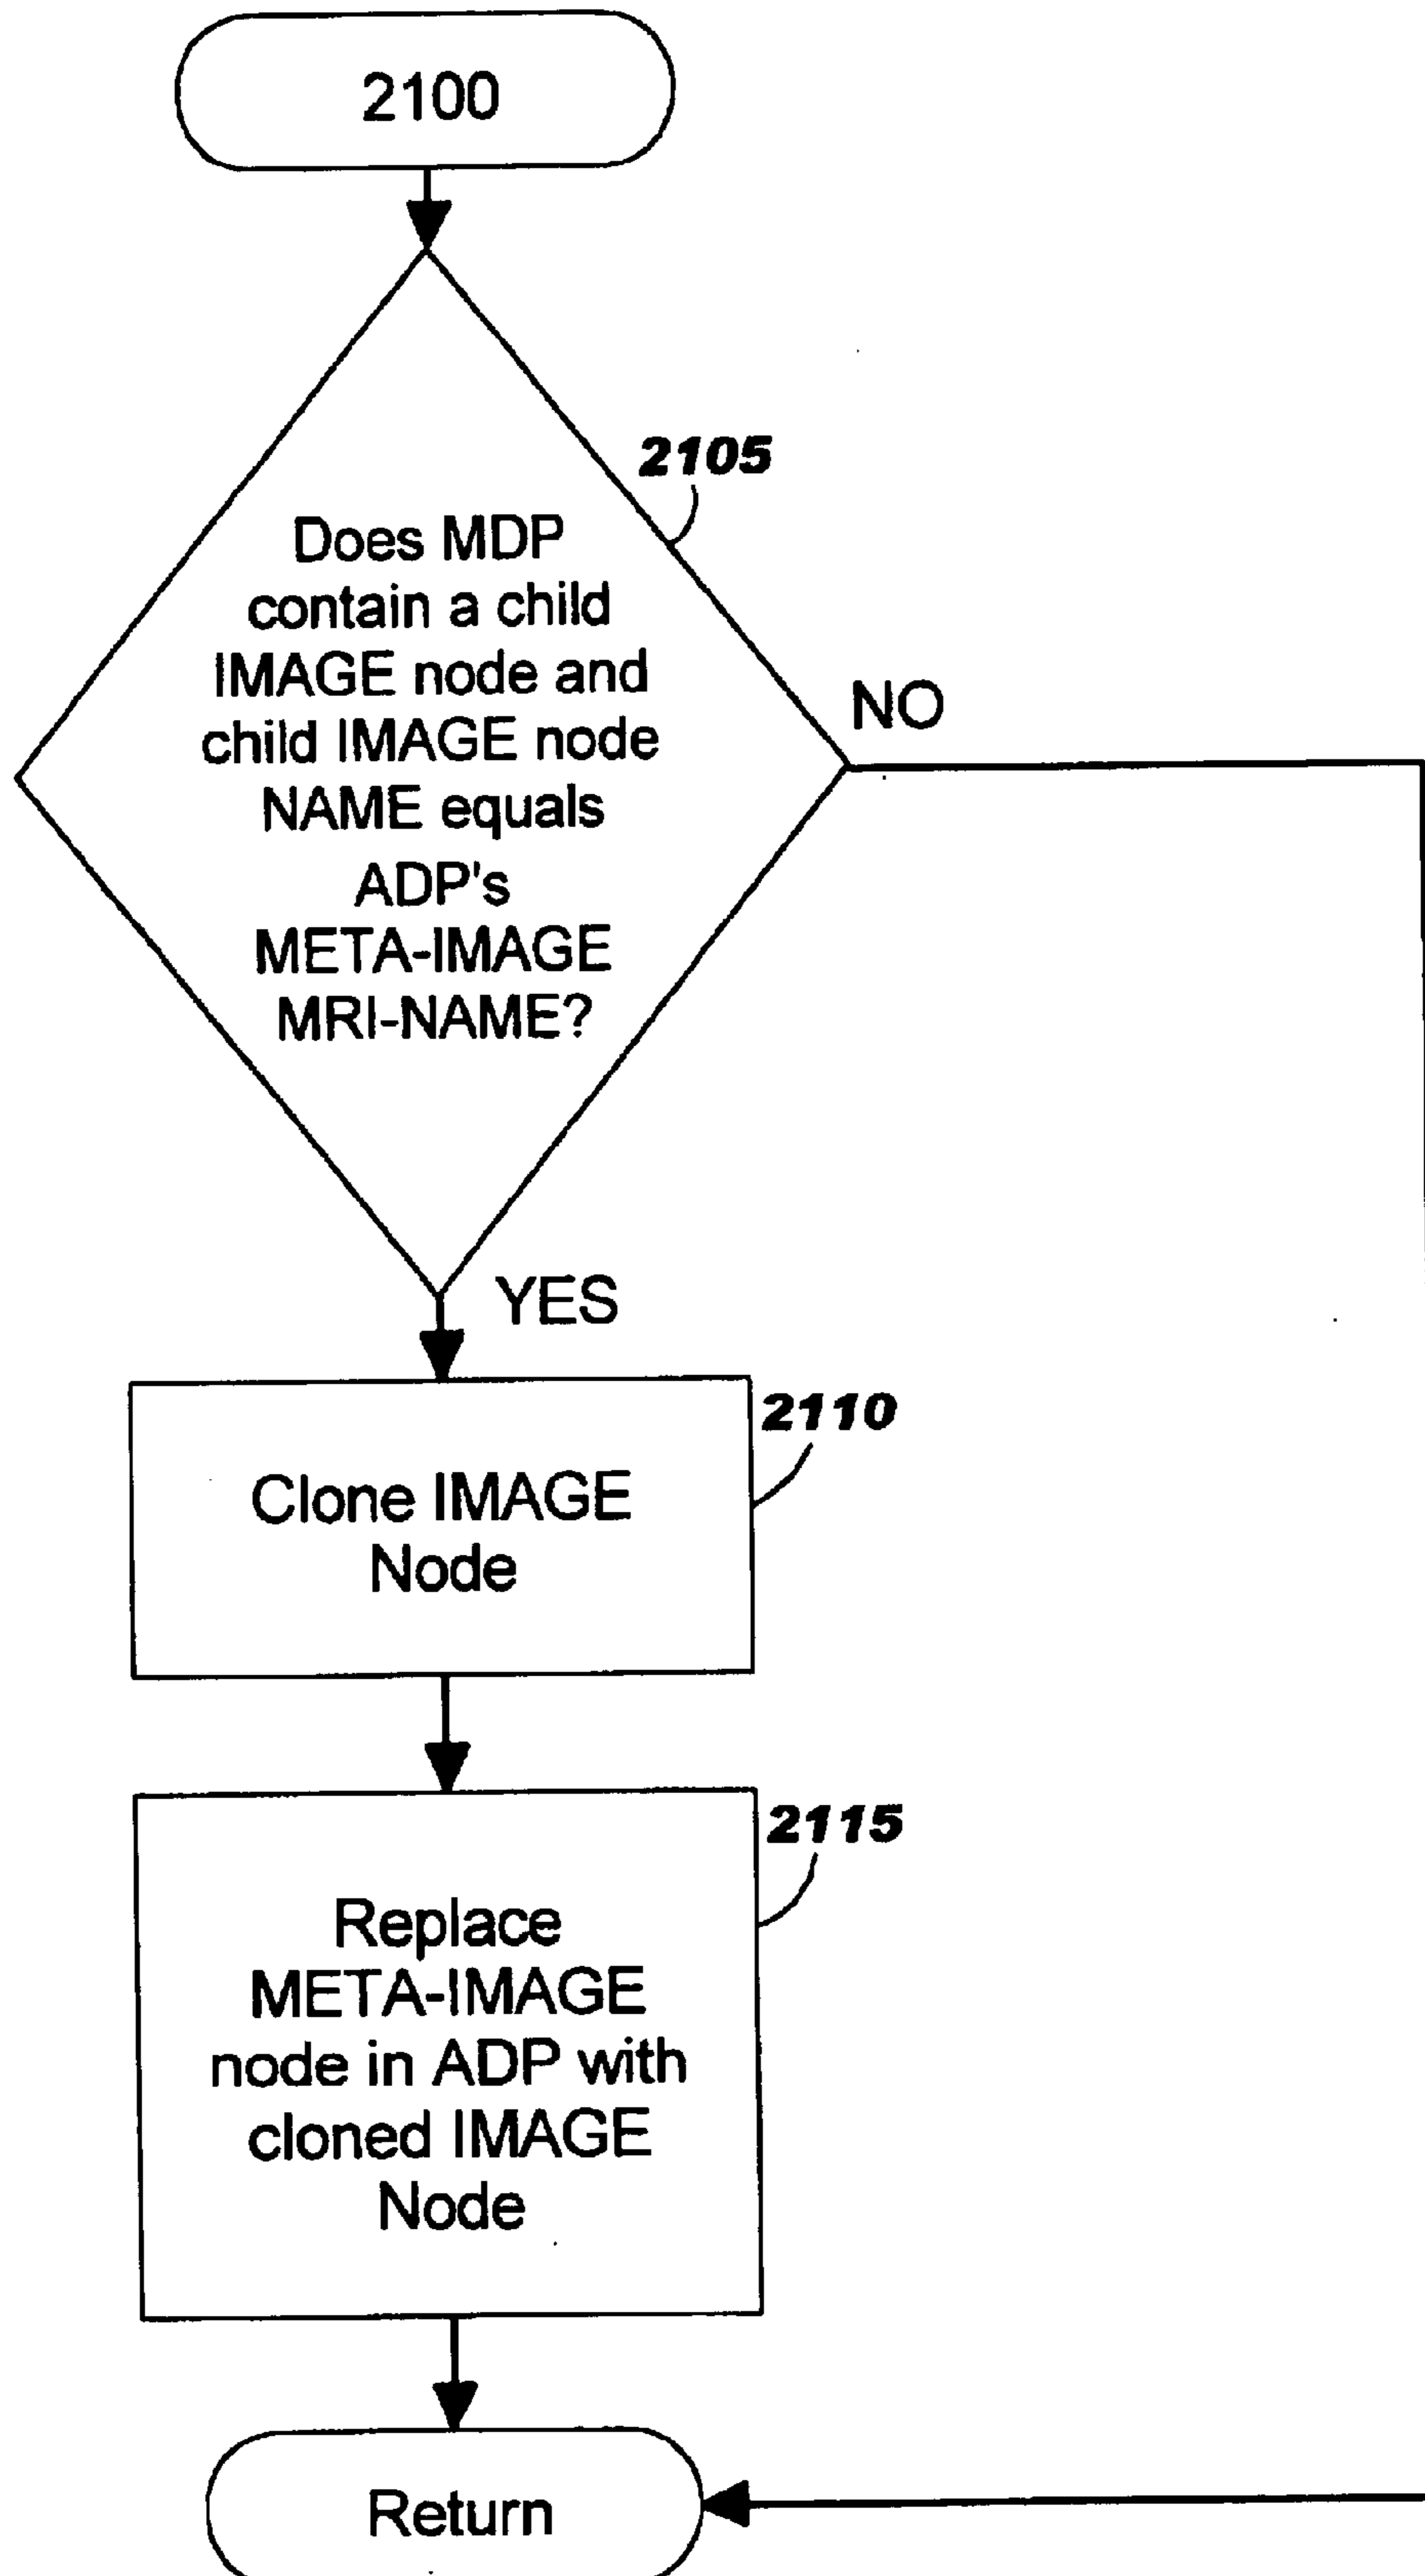 2100
2105
Does MDP
contain a child
IMAGE node and
child IMAGE node
NAME equals
ADP's
META-IMAGE
MRI-NAME?
NO
YES
2110
Clone IMAGE
Node
2115
Replace
META-IMAGE
node in ADP with
cloned IMAGE
Node
Return